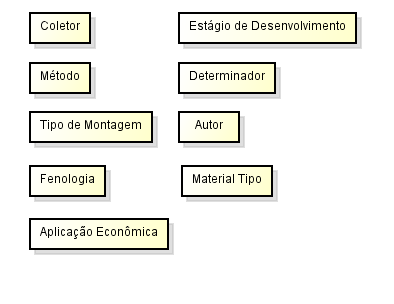 Coletor
Estágio de Desenvolvimento
Método
Determinador
Tipo de Montagem
Autor
Fenologia
Material Tipo
Aplicação Econômica